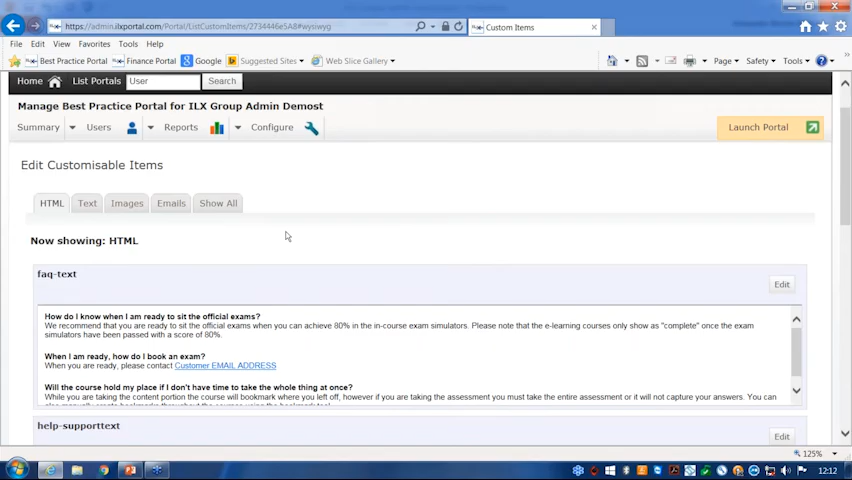 https://admin.ilxportal.com/Portal/ListCustomItems/2734446e5A8#wysiwyg
Custom Items
File Edit View Favorites Tools Help
Best Practice Portal Finance Portal Google Suggested Sites Web Slice Gallery
Page Safety Tools
Home List Portals User Search
Manage Best Practice Portal for ILX Group Admin Demost
Summary Users Reports Configure Launch Portal
Edit Customisable Items
HTML Text Images Emails Show All
Now showing: HTML
faq-text
Edit
How do I know when I am ready to sit the official exams?
We recommend that you are ready to sit the official exams when you can achieve 80% in the in-course exam simulators. Please note that the e-learning courses only show as "complete" once the exam
simulators have been passed with a score of 80%.
When I am ready, how do I book an exam?
When you are ready, please contact Customer EMAIL ADDRESS
Will the course hold my place if I don't have time to take the whole thing at once?
While you are taking the content portion the course will bookmark where you left off, however if you are taking the assessment you must take the entire assessment or it will not capture your answers. You can
help-supporttext
Edit
125%
12:12